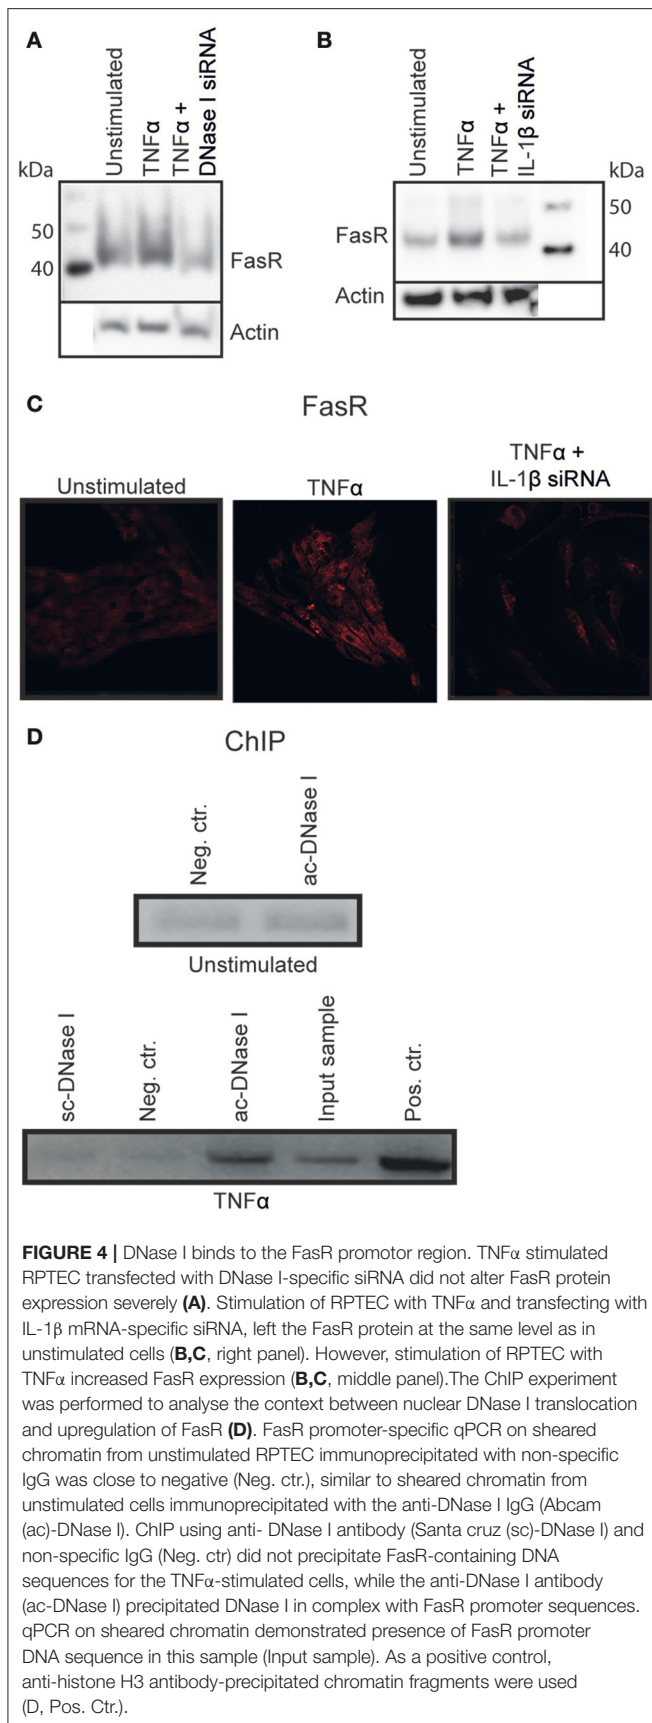 A
Unstimulated
TNFα
TNFα +
DNase I siRNA
kDa
50
40
FasR
Actin
B
Unstimulated
TNFα
TNFα +
IL-1β siRNA
kDa
50
40
FasR
Actin
C
FasR
Unstimulated
TNFα
TNFα +
IL-1β siRNA
D
ChIP
Neg. ctr.
ac-DNase I
Unstimulated
sc-DNase I
Neg. ctr.
ac-DNase I
Input sample
Pos. ctr.
TNFα
FIGURE 4 | DNase I binds to the FasR promotor region. TNFα stimulated
RPTEC transfected with DNase I-specific siRNA did not alter FasR protein
expression severely (A). Stimulation of RPTEC with TNFα and transfecting with
IL-1β mRNA-specific siRNA, left the FasR protein at the same level as in
unstimulated cells (B,C, right panel). However, stimulation of RPTEC with
TNFα increased FasR expression (B,C, middle panel).The ChIP experiment
was performed to analyse the context between nuclear DNase I translocation
and upregulation of FasR (D). FasR promoter-specific qPCR on sheared
chromatin from unstimulated RPTEC immunoprecipitated with non-specific
IgG was close to negative (Neg. ctr.), similar to sheared chromatin from
unstimulated cells immunoprecipitated with the anti-DNase I IgG (Abcam
(ac)-DNase I). ChIP using anti- DNase I antibody (Santa cruz (sc)-DNase I) and
non-specific IgG (Neg. ctr) did not precipitate FasR-containing DNA
sequences for the TNFα-stimulated cells, while the anti-DNase I antibody
(ac-DNase I) precipitated DNase I in complex with FasR promoter sequences.
qPCR on sheared chromatin demonstrated presence of FasR promoter
DNA sequence in this sample (Input sample). As a positive control,
anti-histone H3 antibody-precipitated chromatin fragments were used
(D, Pos. Ctr.).